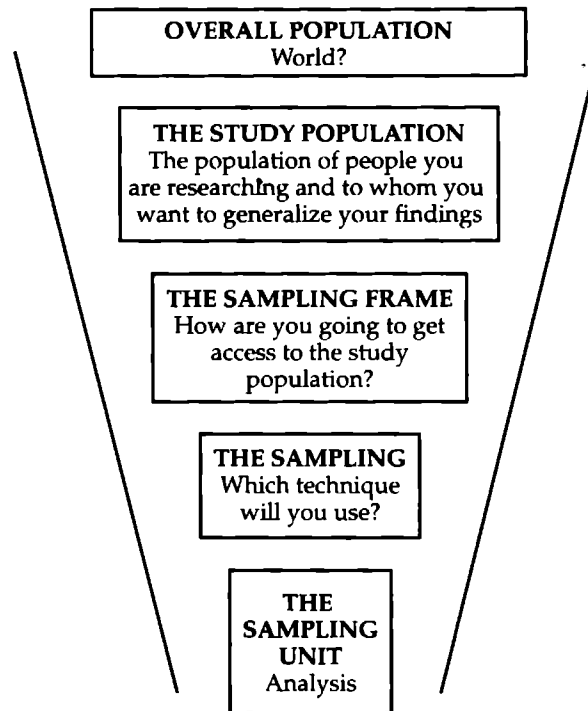 OVERALL POPULATION
World?
THE STUDY POPULATION
The population of people you
are researching and to whom you
want to generalize your findings
THE SAMPLING FRAME
How are you going to get
access to the study
population?
THE SAMPLING
Which technique
will you use?
THE
SAMPLING
UNIT
Analysis